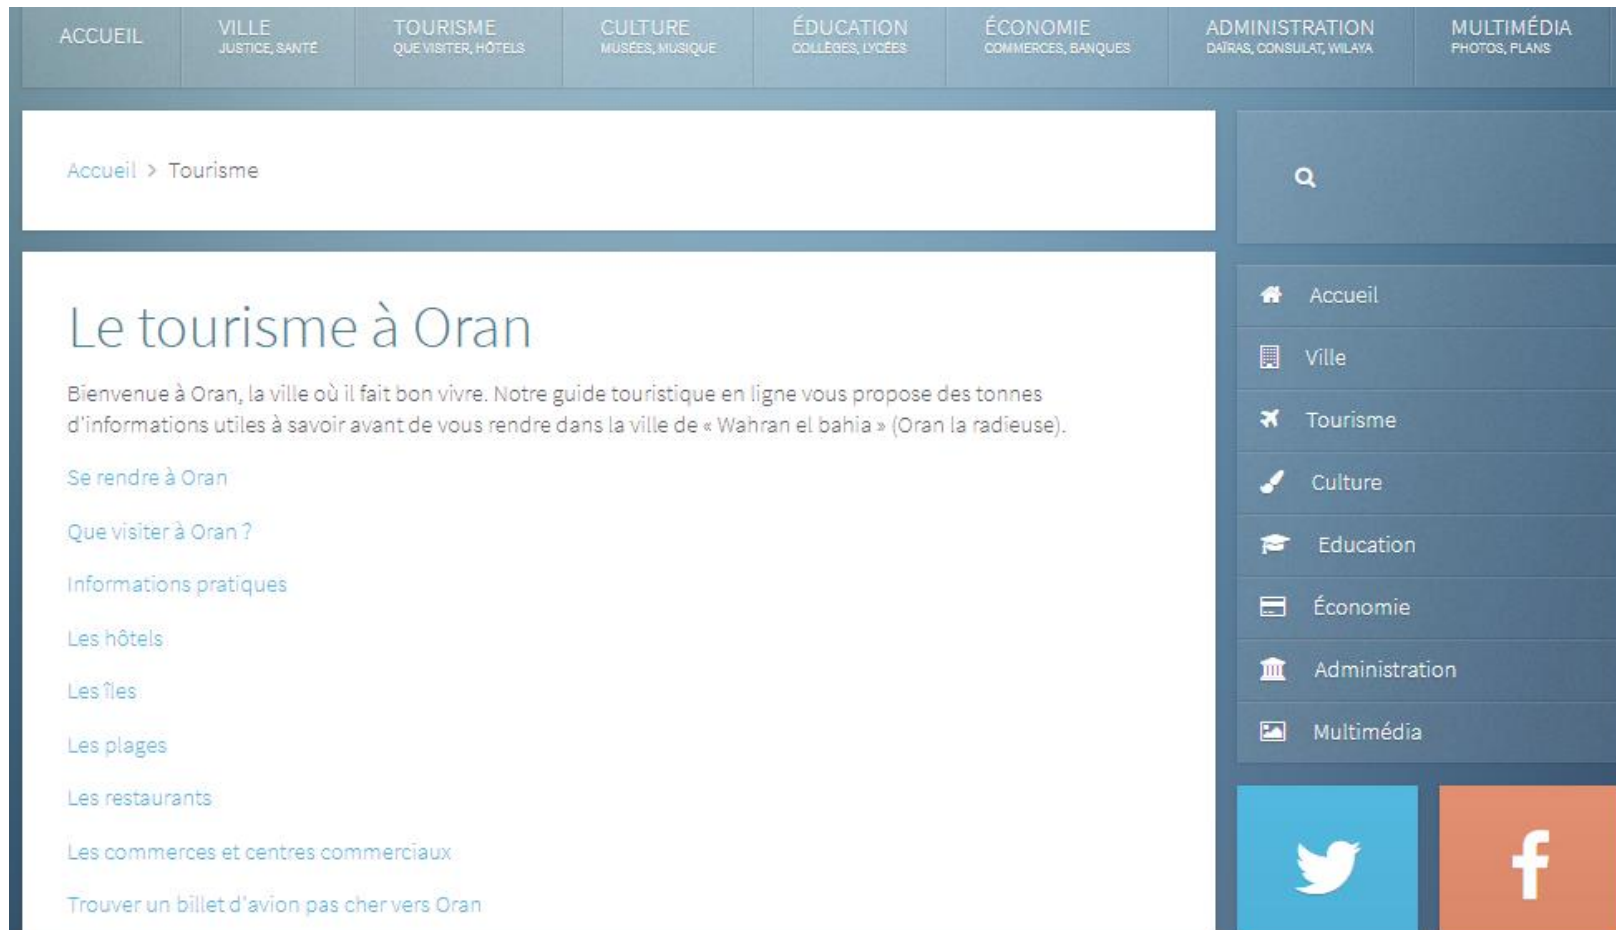 ACCUEIL
VILLE
JUSTICE, SANTÉ
TOURISME
QUE VISITER, HÔTELS
CULTURE
MUSÉES, MUSIQUE
ÉDUCATION
COLLÈGES, LYCÉES
ÉCONOMIE
COMMERCES, BANQUES
ADMINISTRATION
DAÏRAS, CONSULAT, WILAYA
MULTIMÉDIA
PHOTOS, PLANS
Accueil > Tourisme
Le tourisme à Oran
Bienvenue à Oran, la ville où il fait bon vivre. Notre guide touristique en ligne vous propose des tonnes
d'informations utiles à savoir avant de vous rendre dans la ville de « Wahran el bahia » (Oran la radieuse).
Se rendre à Oran
Que visiter à Oran ?
Informations pratiques
Les hôtels
Les îles
Les plages
Les restaurants
Les commerces et centres commerciaux
Trouver un billet d'avion pas cher vers Oran
Accueil
Ville
Tourisme
Culture
Education
Économie
Administration
Multimédia